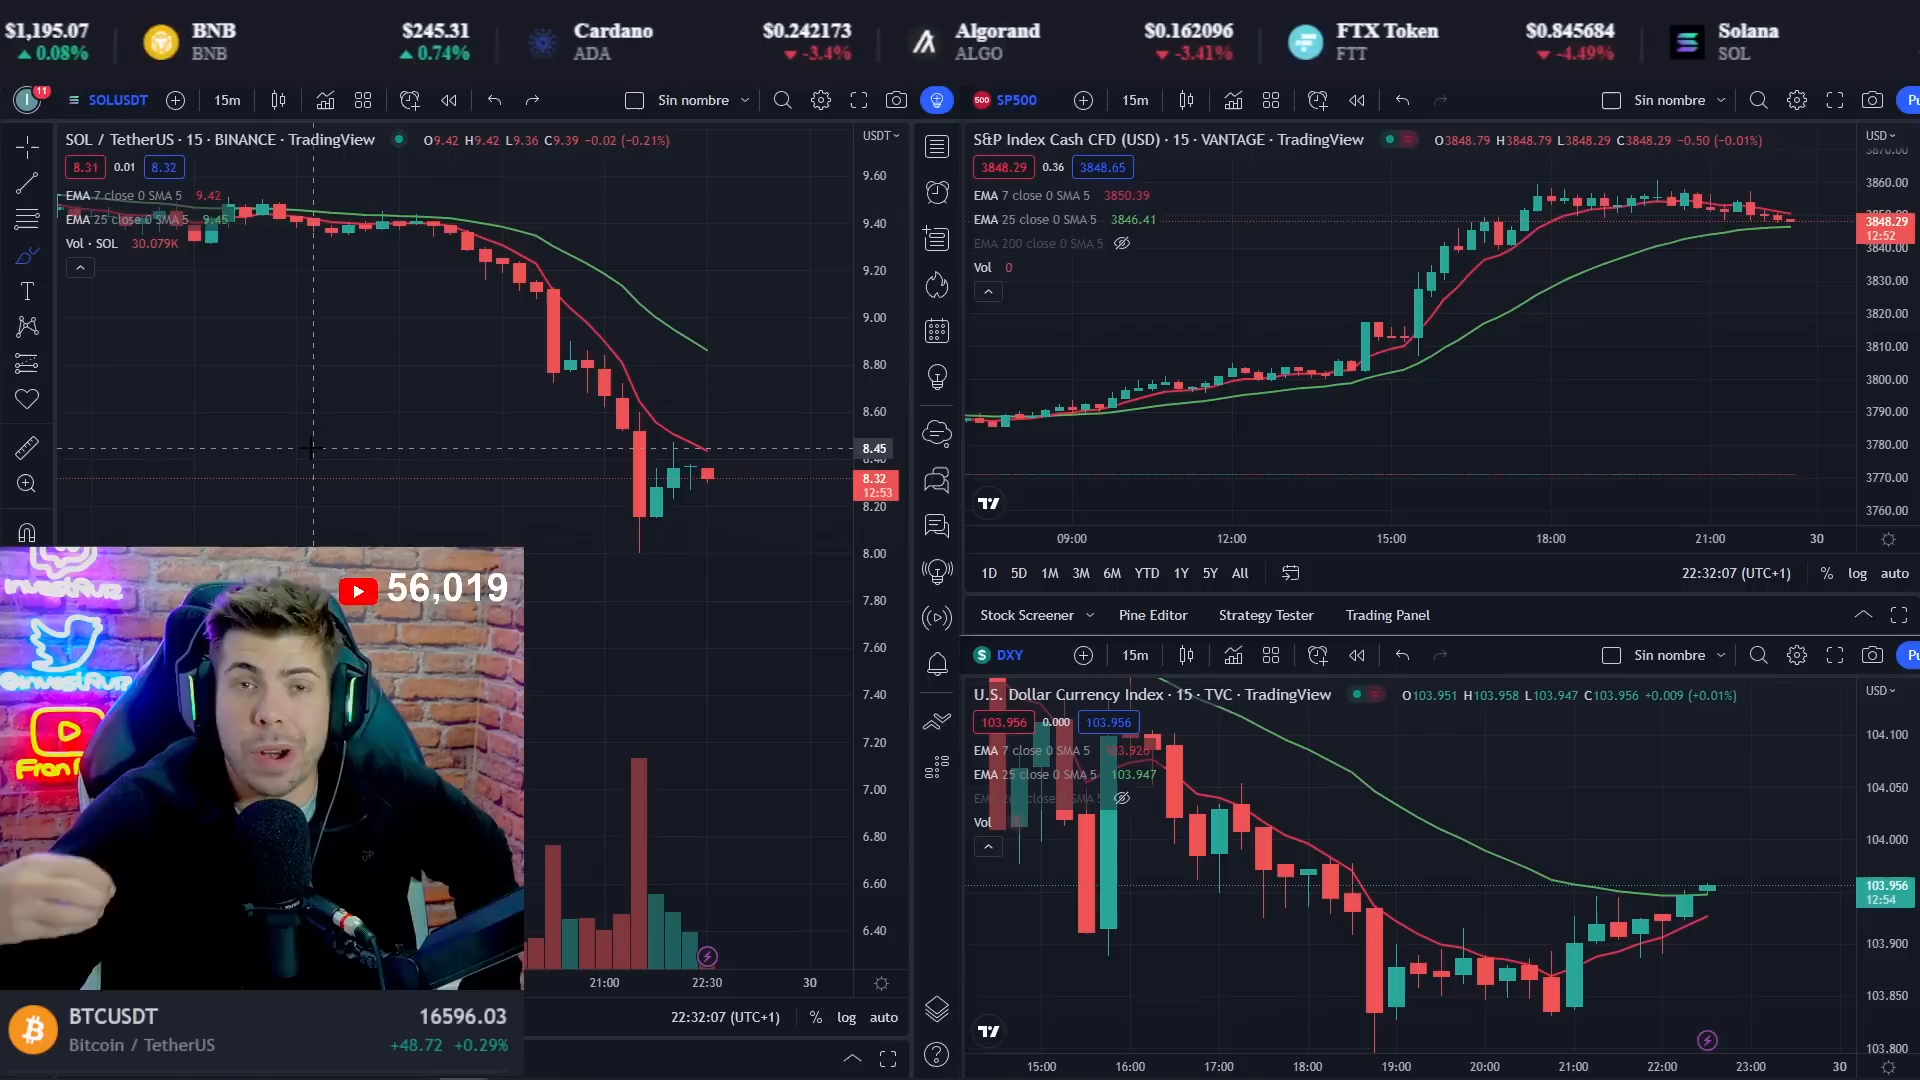 $1,195.07
0.08%
BNB
BNB
$245.31
0.74%
Cardano
ADA
$0.242173
-3.4%
Algorand
ALGO
$0.162096
-3.41%
FTX Token
FTT
$0.845684
-4.49%
Solana
SOL
11
SOLUSDT
15m
Sin nombre
SOL / TetherUS · 15 · BINANCE · TradingView
O9.42 H9.42 L9.36 C9.39 −0.02 (−0.21%)
USDT
8.31 0.01 8.32
EMA 7 close 0 SMA 5 9.42
EMA 25 close 0 SMA 5 9.45
Vol · SOL 30.079K
9.60
9.40
9.20
9.00
8.80
8.60
8.45
8.40
8.32
12:53
8.20
8.00
7.80
7.60
7.40
7.20
7.00
6.80
6.60
6.40
21:00 22:30 30
22:32:07 (UTC+1) % log auto
56,019
BTCUSDT
16596.03
Bitcoin / TetherUS
+48.72 +0.29%
500 SP500
15m
Sin nombre
S&P Index Cash CFD (USD) · 15 · VANTAGE · TradingView
O3848.79 H3848.79 L3848.29 C3848.29 −0.50 (−0.01%)
USD
3848.29 0.36 3848.65
EMA 7 close 0 SMA 5 3850.39
EMA 25 close 0 SMA 5 3846.41
EMA 200 close 0 SMA 5
Vol 0
3870.00
3860.00
3848.29
12:52
3840.00
3830.00
3820.00
3810.00
3800.00
3790.00
3780.00
3770.00
3760.00
09:00 12:00 15:00 18:00 21:00 30
1D 5D 1M 3M 6M YTD 1Y 5Y All
22:32:07 (UTC+1) % log auto
Stock Screener Pine Editor Strategy Tester Trading Panel
$ DXY
15m
Sin nombre
U.S. Dollar Currency Index · 15 · TVC · TradingView
O103.951 H103.958 L103.947 C103.956 +0.009 (+0.01%)
USD
103.956 0.000 103.956
EMA 7 close 0 SMA 5 103.920
EMA 25 close 0 SMA 5 103.947
Vol
104.100
104.050
104.000
103.956
12:54
103.900
103.850
103.800
15:00 16:00 17:00 18:00 19:00 20:00 21:00 22:00 23:00 30